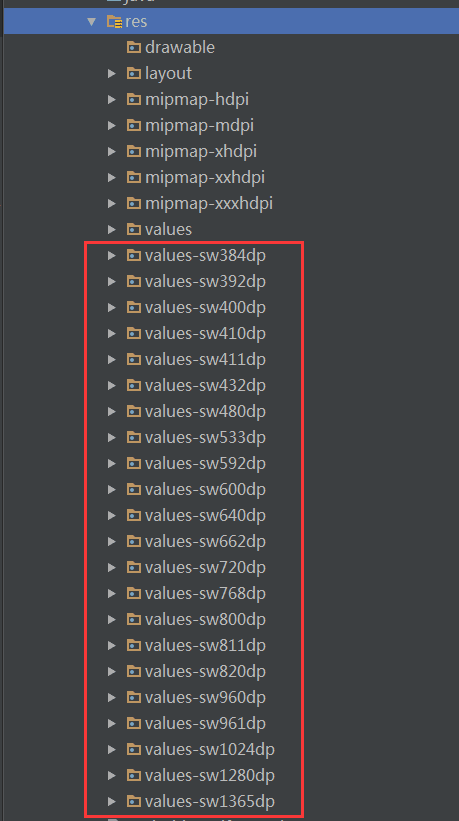 res
drawable
layout
mipmap-hdpi
mipmap-mdpi
mipmap-xhdpi
mipmap-xxhdpi
mipmap-xxxhdpi
values
values-sw384dp
values-sw392dp
values-sw400dp
values-sw410dp
values-sw411dp
values-sw432dp
values-sw480dp
values-sw533dp
values-sw592dp
values-sw600dp
values-sw640dp
values-sw662dp
values-sw720dp
values-sw768dp
values-sw800dp
values-sw811dp
values-sw820dp
values-sw960dp
values-sw961dp
values-sw1024dp
values-sw1280dp
values-sw1365dp